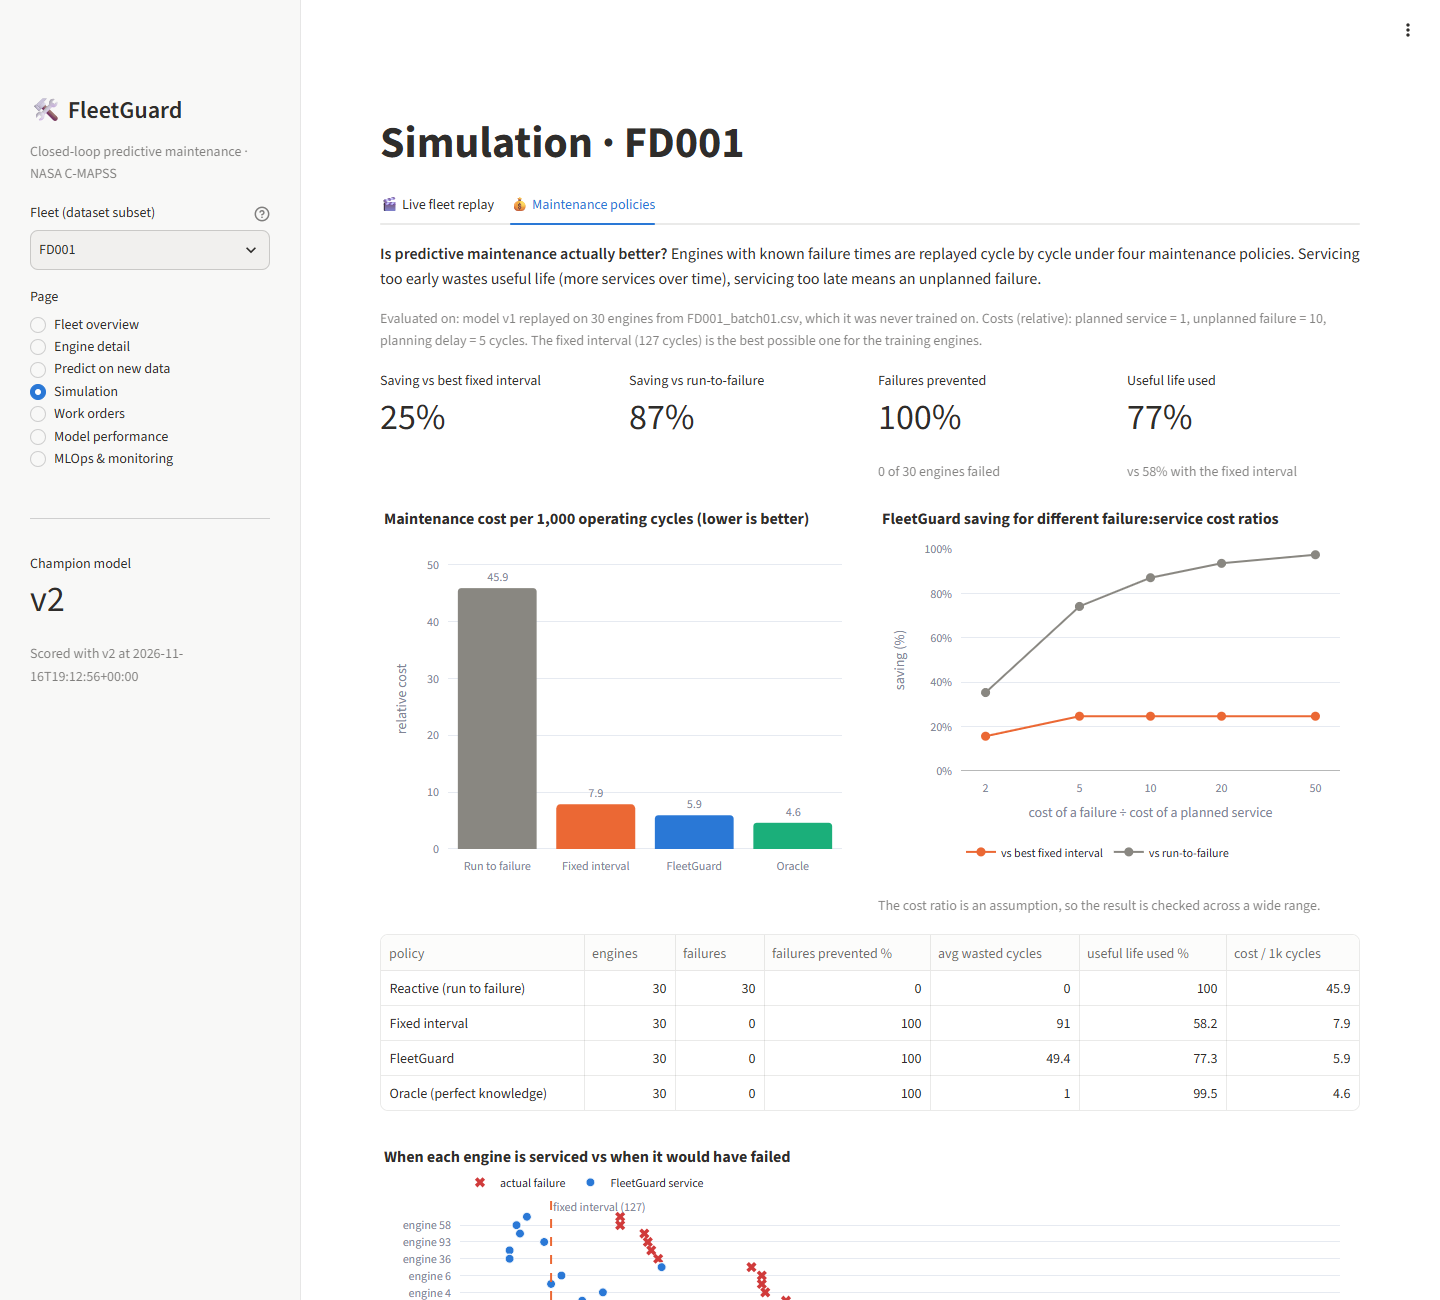 FleetGuard
Closed-loop predictive maintenance ·
NASA C-MAPSS
Fleet (dataset subset)
FD001
Page
Fleet overview
Engine detail
Predict on new data
Simulation
Work orders
Model performance
MLOps & monitoring
Champion model
v2
Scored with v2 at 2026-11-
16T19:12:56+00:00
Simulation · FD001
Live fleet replay
Maintenance policies
Is predictive maintenance actually better? Engines with known failure times are replayed cycle by cycle under four maintenance policies. Servicing
too early wastes useful life (more services over time), servicing too late means an unplanned failure.
Evaluated on: model v1 replayed on 30 engines from FD001_batch01.csv, which it was never trained on. Costs (relative): planned service = 1, unplanned failure = 10,
planning delay = 5 cycles. The fixed interval (127 cycles) is the best possible one for the training engines.
Saving vs best fixed interval
25%
Saving vs run-to-failure
87%
Failures prevented
100%
0 of 30 engines failed
Useful life used
77%
vs 58% with the fixed interval
Maintenance cost per 1,000 operating cycles (lower is better)
relative cost
50
40
30
20
10
0
45.9
7.9
5.9
4.6
Run to failure
Fixed interval
FleetGuard
Oracle
FleetGuard saving for different failure:service cost ratios
saving (%)
100%
80%
60%
40%
20%
0%
2
5
10
20
50
cost of a failure ÷ cost of a planned service
vs best fixed interval
vs run-to-failure
The cost ratio is an assumption, so the result is checked across a wide range.
policy engines failures failures prevented % avg wasted cycles useful life used % cost / 1k cycles
Reactive (run to failure) 30 30 0 0 100 45.9
Fixed interval 30 0 100 91 58.2 7.9
FleetGuard 30 0 100 49.4 77.3 5.9
Oracle (perfect knowledge) 30 0 100 1 99.5 4.6
When each engine is serviced vs when it would have failed
actual failure
FleetGuard service
fixed interval (127)
engine 58
engine 93
engine 36
engine 6
engine 4